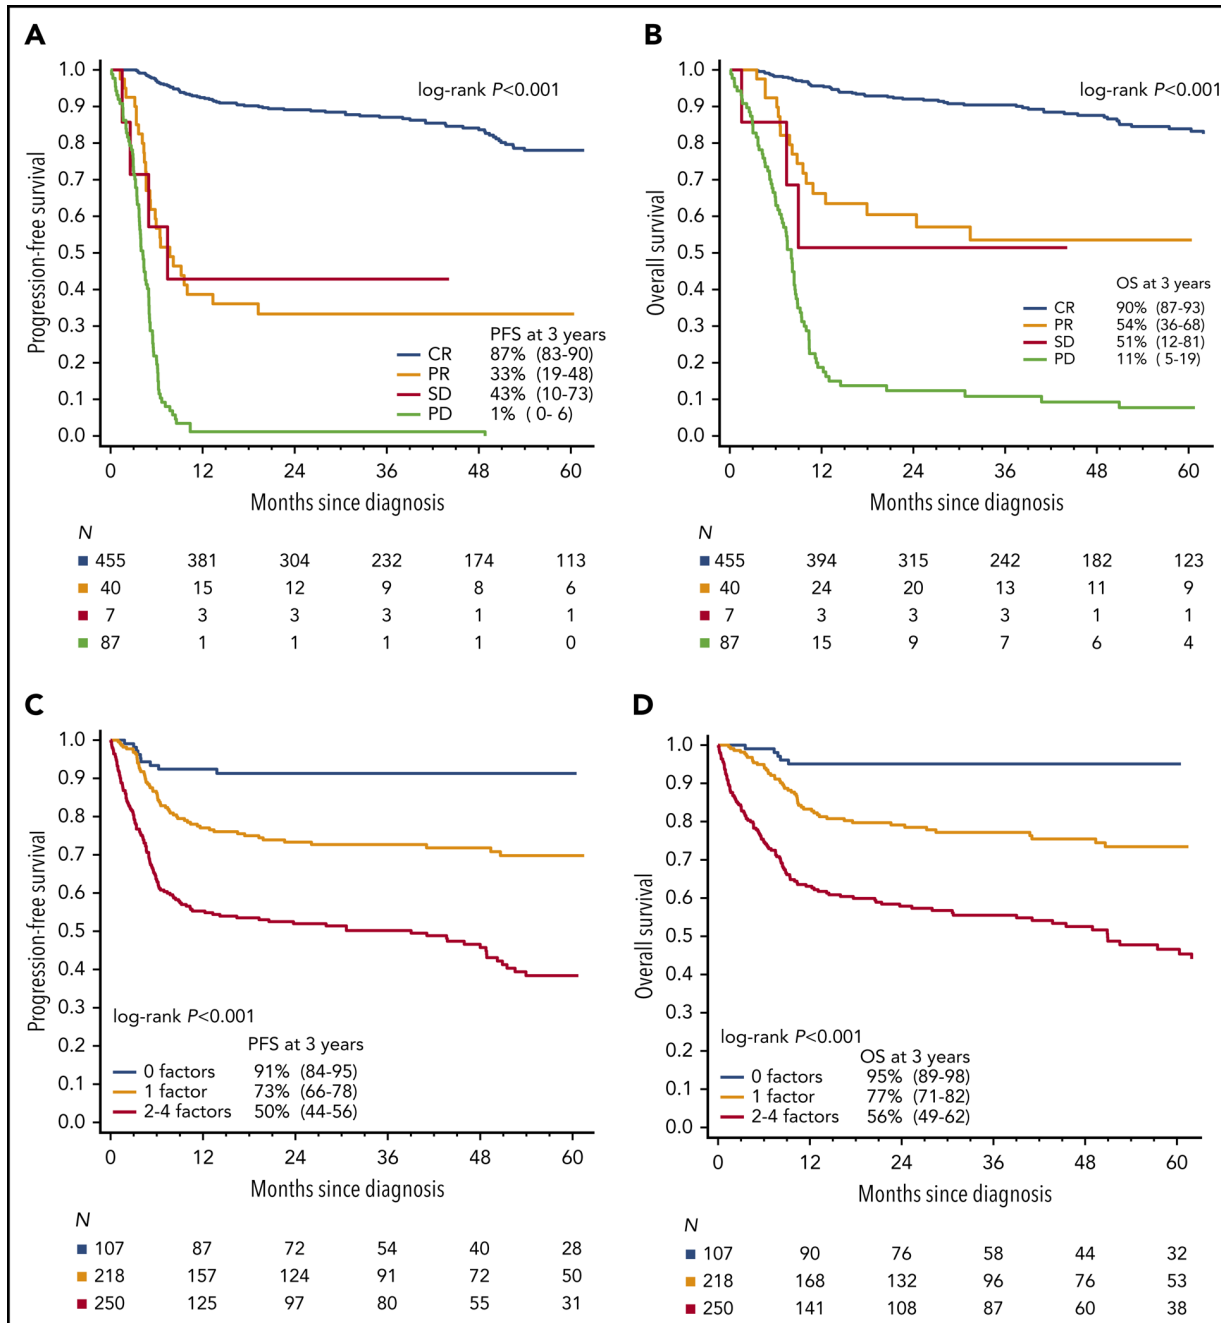 A
log-rank P<0.001
Progression-free survival
1.0
0.9
0.8
0.7
0.6
0.5
0.4
0.3
0.2
0.1
0.0
PFS at 3 years
CR 87% (83-90)
PR 33% (19-48)
SD 43% (10-73)
PD 1% ( 0- 6)
0 12 24 36 48 60
Months since diagnosis
N
455 381 304 232 174 113
40 15 12 9 8 6
7 3 3 3 1 1
87 1 1 1 1 0
B
log-rank P<0.001
Overall survival
1.0
0.9
0.8
0.7
0.6
0.5
0.4
0.3
0.2
0.1
0.0
OS at 3 years
CR 90% (87-93)
PR 54% (36-68)
SD 51% (12-81)
PD 11% ( 5-19)
0 12 24 36 48 60
Months since diagnosis
N
455 394 315 242 182 123
40 24 20 13 11 9
7 3 3 3 1 1
87 15 9 7 6 4
C
Progression-free survival
1.0
0.9
0.8
0.7
0.6
0.5
0.4
0.3
0.2
0.1
0.0
log-rank P<0.001
PFS at 3 years
0 factors 91% (84-95)
1 factor 73% (66-78)
2-4 factors 50% (44-56)
0 12 24 36 48 60
Months since diagnosis
N
107 87 72 54 40 28
218 157 124 91 72 50
250 125 97 80 55 31
D
Overall survival
1.0
0.9
0.8
0.7
0.6
0.5
0.4
0.3
0.2
0.1
0.0
log-rank P<0.001
OS at 3 years
0 factors 95% (89-98)
1 factor 77% (71-82)
2-4 factors 56% (49-62)
0 12 24 36 48 60
Months since diagnosis
N
107 90 76 58 44 32
218 168 132 96 76 53
250 141 108 87 60 38